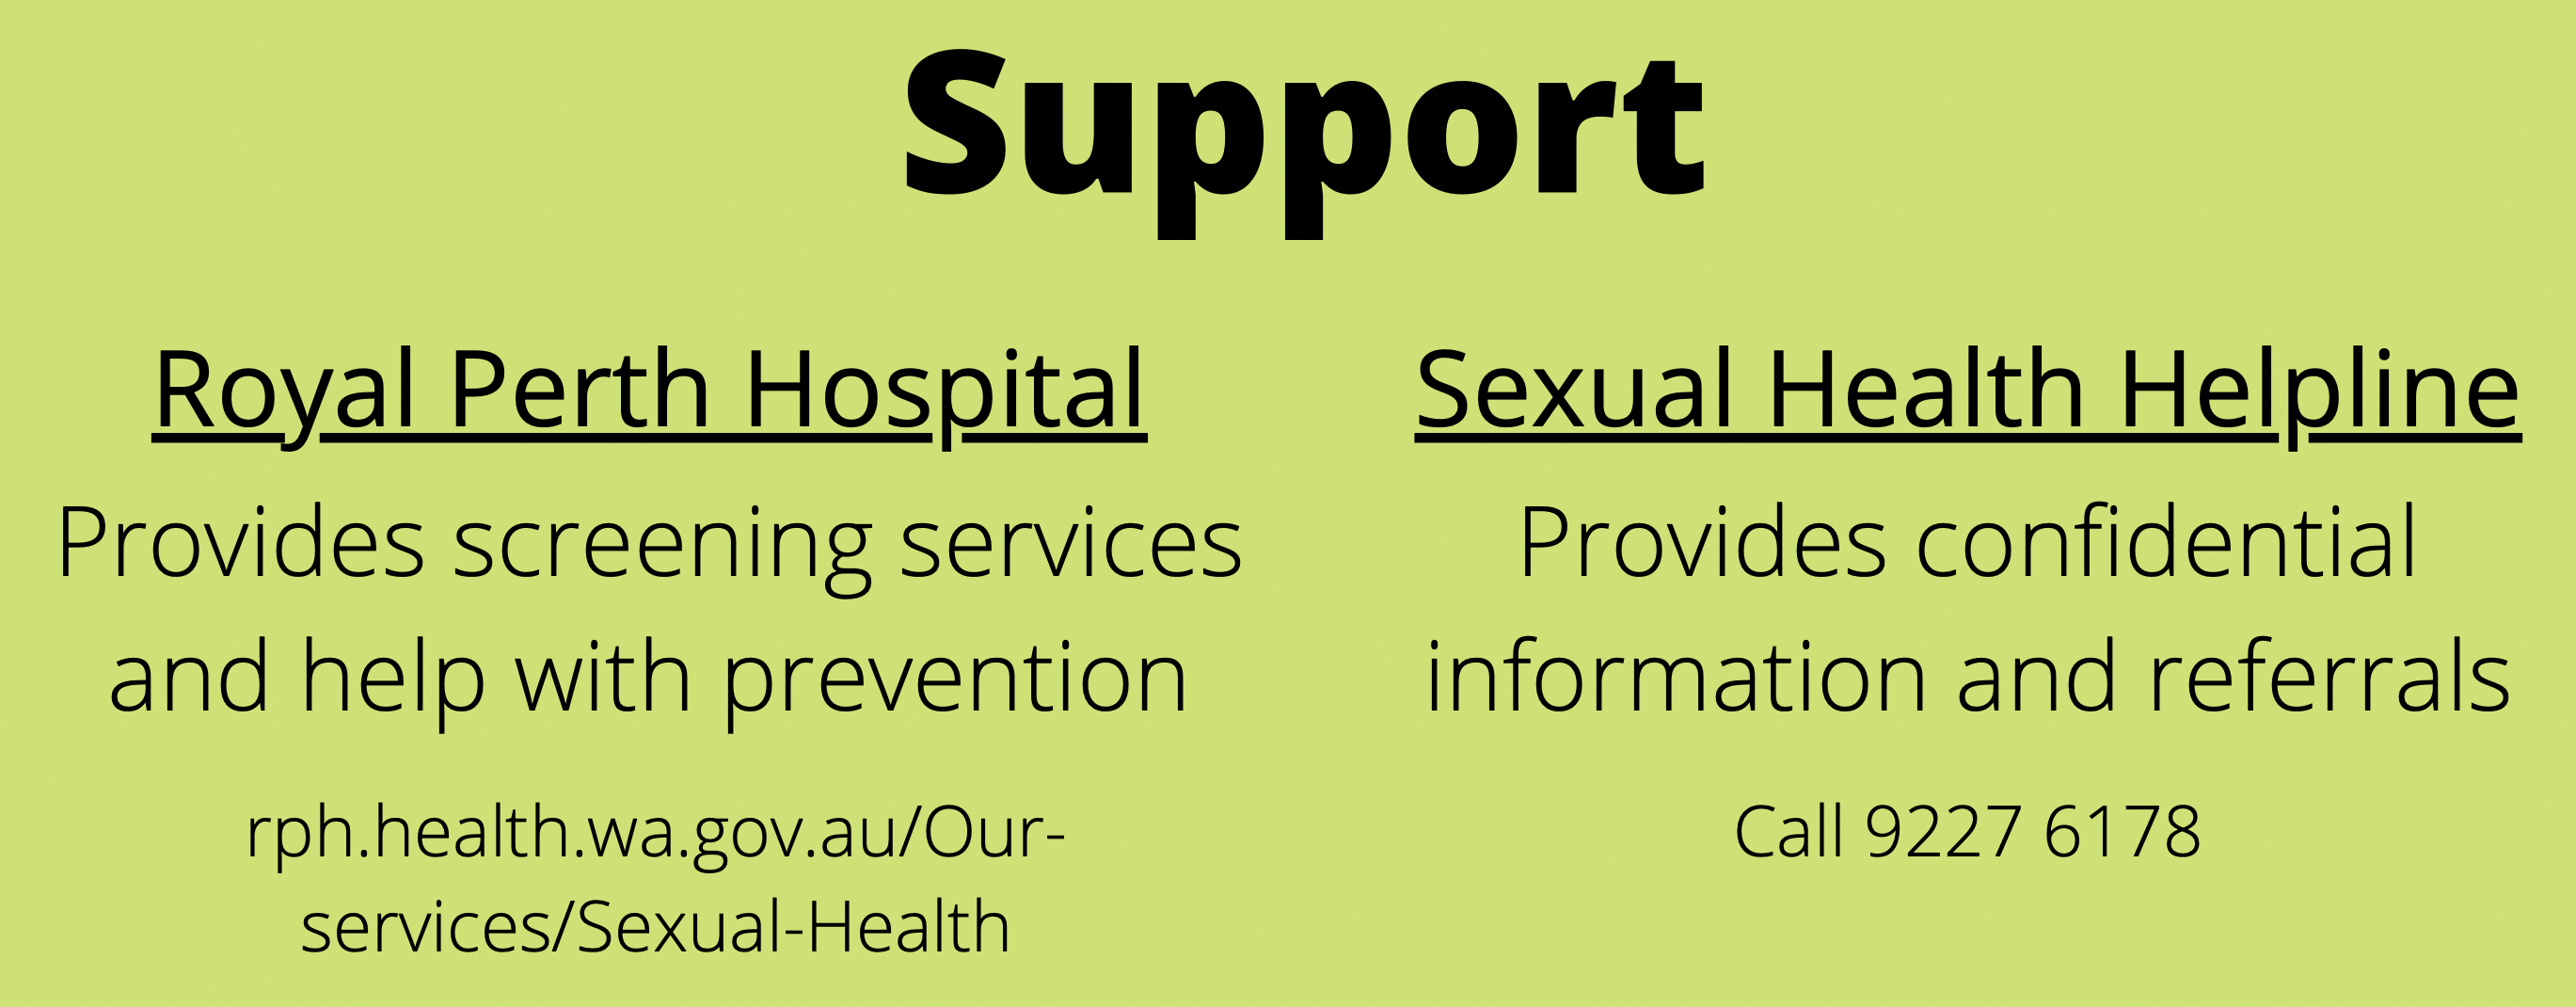 Support
Royal Perth Hospital
Provides screening services
and help with prevention
rph.health.wa.gov.au/Our-
services/Sexual-Health
Sexual Health Helpline
Provides confidential
information and referrals
Call 9227 6178